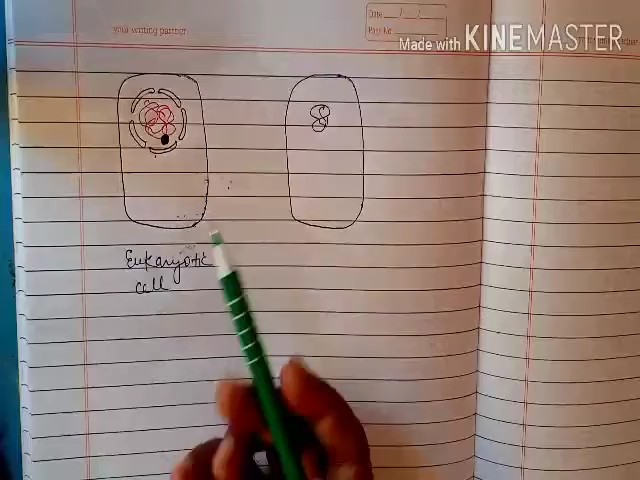 your writing partner
Date
Page No
Made with KINEMASTER
Eukaryotic
cell